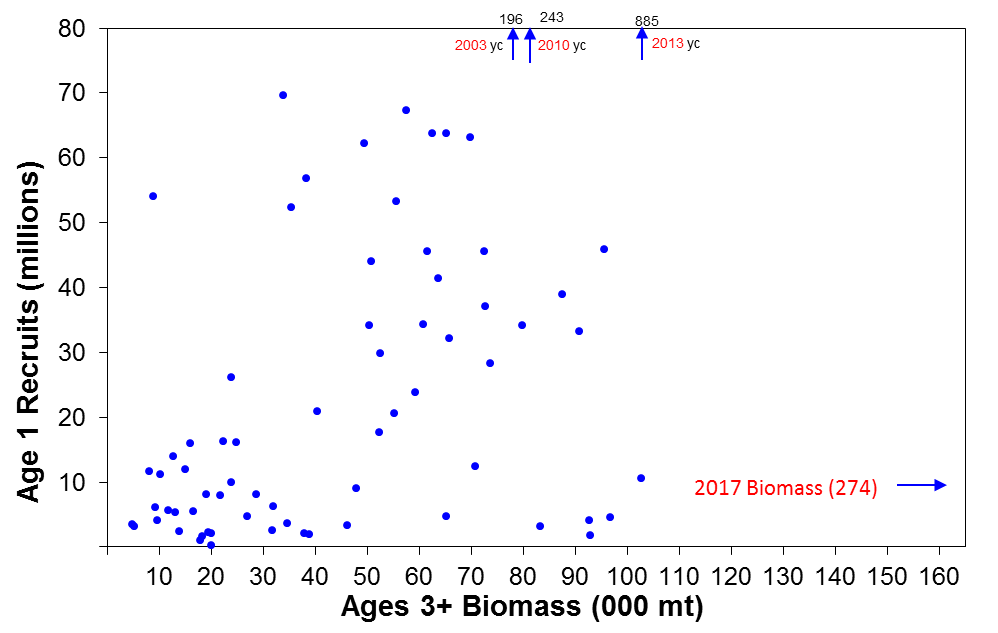 196 243 885
2003 yc 2010 yc 2013 yc
80
70
60
50
40
30
20
10
Age 1 Recruits (millions)
2017 Biomass (274)
10 20 30 40 50 60 70 80 90 100 110 120 130 140 150 160
Ages 3+ Biomass (000 mt)